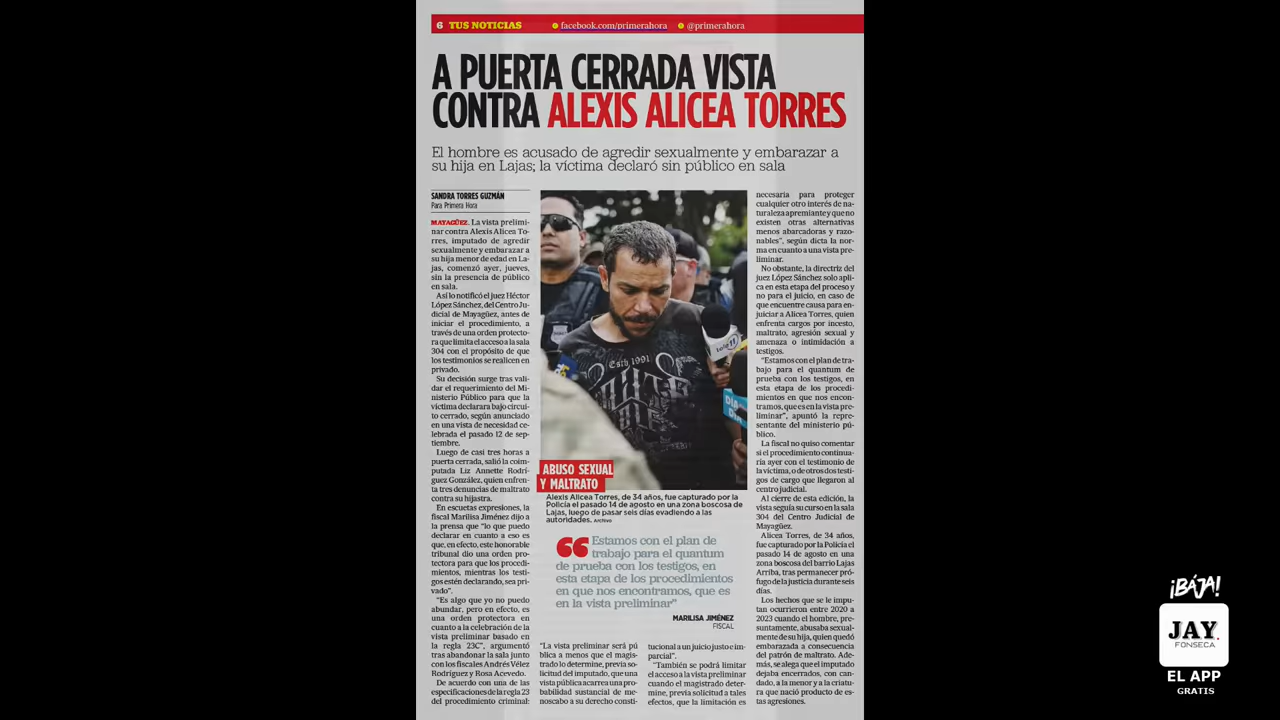 6 TUS NOTICIAS
facebook.com/primerahora
@primerahora
A PUERTA CERRADA VISTA
CONTRA ALEXIS ALICEA TORRES
El hombre es acusado de agredir sexualmente y embarazar a
su hija en Lajas; la víctima declaró sin público en sala
SANDRA TORRES GUZMÁN
Para Primera Hora
MAYAGÜEZ. La vista prelimi-
nar contra Alexis Alicea To-
rres, imputado de agredir
sexualmente y embarazar a
su hija menor de edad en La-
jas, comenzó ayer, jueves,
sin la presencia de público
en sala.
Así lo notificó el juez Héctor
López Sánchez, del Centro Ju-
dicial de Mayagüez, antes de
iniciar el procedimiento, a
través de una orden protecto-
ra que limita el acceso a la sala
304 con el propósito de que
los testimonios se realicen en
privado.
Su decisión surge tras vali-
dar el requerimiento del Mi-
nisterio Público para que la
víctima declarara bajo circui-
to cerrado, según anunciado
en una vista de necesidad ce-
lebrada el pasado 12 de sep-
tiembre.
Luego de casi tres horas a
puerta cerrada, salió la coim-
putada Liz Annette Rodrí-
guez González, quien enfren-
ta tres denuncias de maltrato
contra su hijastra.
En escuetas expresiones, la
fiscal Marilisa Jiménez dijo a
la prensa que "lo que puedo
declarar en cuanto a eso es
que, en efecto, este honorable
tribunal dio una orden pro-
tectora para que los procedi-
mientos, mientras los testi-
gos estén declarando, sea pri-
vado".
"Es algo que yo no puedo
abundar, pero en efecto, es
una orden protectora en
cuanto a la celebración de la
vista preliminar basado en
la regla 23C", argumentó
tras abandonar la sala junto
con los fiscales Andrés Vélez
Rodríguez y Rosa Acevedo.
De acuerdo con una de las
especificaciones de la regla 23
del procedimiento criminal:
Esth 1991
tele11
DÍA
DÍA
ABUSO SEXUAL
Y MALTRATO
Alexis Alicea Torres, de 34 años, fue capturado por la
Policía el pasado 14 de agosto en una zona boscosa de
Lajas, luego de pasar seis días evadiendo a las
autoridades. Archivo
“Estamos con el plan de
trabajo para el quantum
de prueba con los testigos, en
esta etapa de los procedimientos
en que nos encontramos, que es
en la vista preliminar”
MARILISA JIMÉNEZ
FISCAL
"La vista preliminar será pú
blica a menos que el magis-
trado lo determine, previa so-
licitud del imputado, que una
vista pública acarrea una pro-
babilidad sustancial de me-
noscabo a su derecho consti-
tucional a un juicio justo e im-
parcial".
"También se podrá limitar
el acceso a la vista preliminar
cuando el magistrado deter-
mine, previa solicitud a tales
efectos, que la limitación es
necesaria para proteger
cualquier otro interés de na-
turaleza apremiante y que no
existen otras alternativas
menos abarcadoras y razo-
nables", según dicta la nor-
ma en cuanto a una vista pre-
liminar.
No obstante, la directriz del
juez López Sánchez solo apli-
ca en esta etapa del proceso y
no para el juicio, en caso de
que encuentre causa para en-
juiciar a Alicea Torres, quien
enfrenta cargos por incesto,
maltrato, agresión sexual y
amenaza o intimidación a
testigos.
"Estamos con el plan de tra-
bajo para el quantum de
prueba con los testigos, en
esta etapa de los procedi-
mientos en que nos encon-
tramos, que es en la vista pre-
liminar", apuntó la repre-
sentante del ministerio pú-
blico.
La fiscal no quiso comentar
si el procedimiento continua-
ría ayer con el testimonio de
la víctima, o de otros dos testi-
gos de cargo que llegaron al
centro judicial.
Al cierre de esta edición, la
vista seguía su curso en la sala
304 del Centro Judicial de
Mayagüez.
Alicea Torres, de 34 años,
fue capturado por la Policía el
pasado 14 de agosto en una
zona boscosa del barrio Lajas
Arriba, tras permanecer pró-
fugo de la justicia durante seis
días.
Los hechos que se le impu-
tan ocurrieron entre 2020 a
2023 cuando el hombre, pre-
suntamente, abusaba sexual-
mente de su hija, quien quedó
embarazada a consecuencia
del patrón de maltrato. Ade-
más, se alega que el imputado
dejaba encerrados, con can-
dado, a la menor y a la criatu-
ra que nació producto de es-
tas agresiones.
¡BÁJA!
JAY.
FONSECA
EL APP
GRATIS